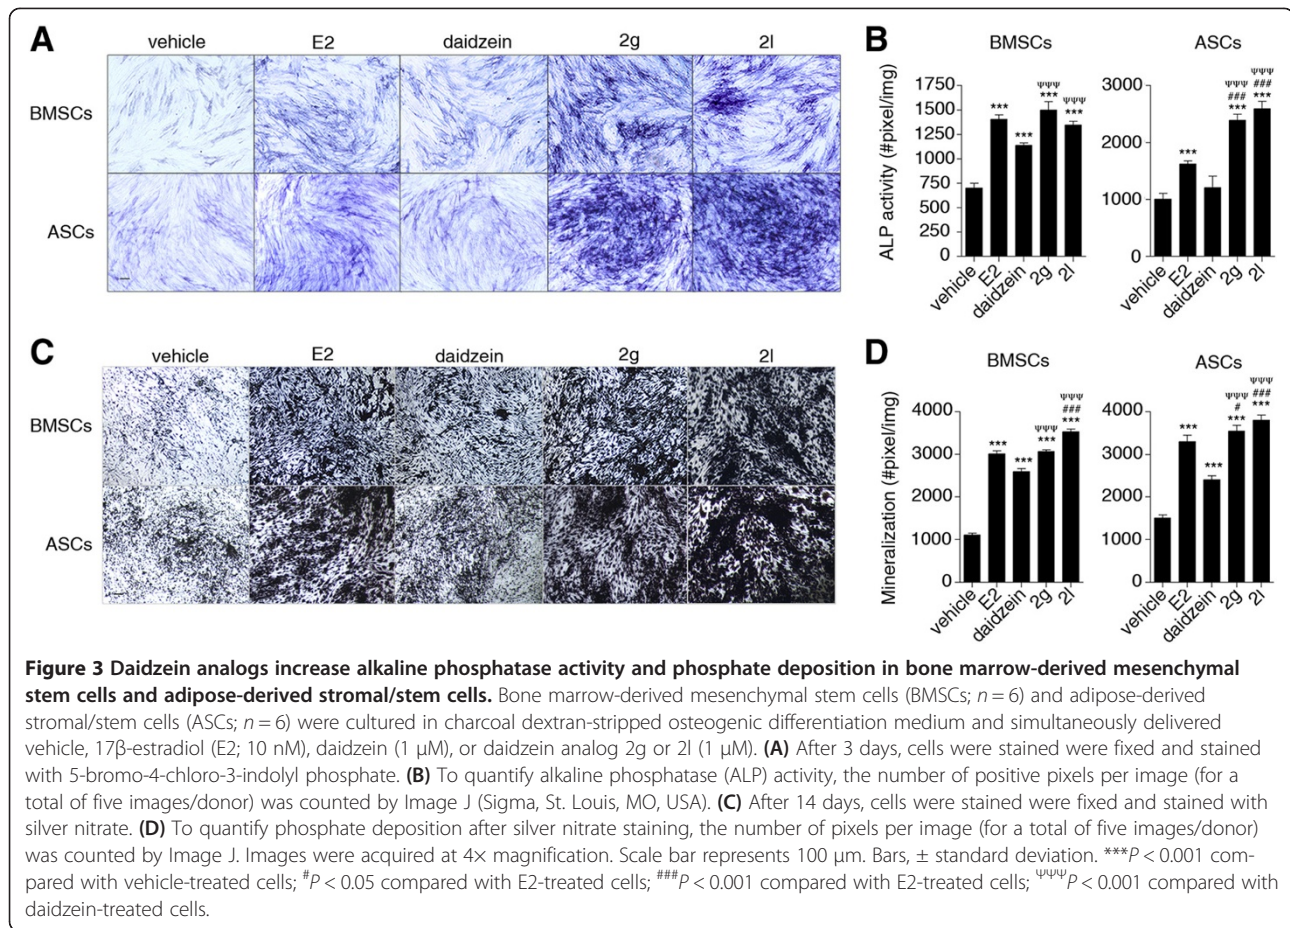 A
vehicle E2 daidzein 2g 2l
BMSCs
ASCs
B
BMSCs ASCs
ALP activity (#pixel/img)
1750
1500
1250
1000
750
500
250
0
*** *** ψψψ *** ψψψ ***
vehicle E2 daidzein 2g 2l
3000
2000
1000
0
*** ψψψ ### *** ψψψ ### ***
vehicle E2 daidzein 2g 2l
C
vehicle E2 daidzein 2g 2l
BMSCs
ASCs
D
BMSCs ASCs
Mineralization (#pixel/img)
4000
3000
2000
1000
0
*** *** ψψψ *** ψψψ ### ***
vehicle E2 daidzein 2g 2l
4000
3000
2000
1000
0
*** *** ψψψ # *** ψψψ ### ***
vehicle E2 daidzein 2g 2l
Figure 3 Daidzein analogs increase alkaline phosphatase activity and phosphate deposition in bone marrow-derived mesenchymal
stem cells and adipose-derived stromal/stem cells. Bone marrow-derived mesenchymal stem cells (BMSCs; n = 6) and adipose-derived
stromal/stem cells (ASCs; n = 6) were cultured in charcoal dextran-stripped osteogenic differentiation medium and simultaneously delivered
vehicle, 17β-estradiol (E2; 10 nM), daidzein (1 μM), or daidzein analog 2g or 2l (1 μM). (A) After 3 days, cells were stained were fixed and stained
with 5-bromo-4-chloro-3-indolyl phosphate. (B) To quantify alkaline phosphatase (ALP) activity, the number of positive pixels per image (for a
total of five images/donor) was counted by Image J (Sigma, St. Louis, MO, USA). (C) After 14 days, cells were stained were fixed and stained with
silver nitrate. (D) To quantify phosphate deposition after silver nitrate staining, the number of pixels per image (for a total of five images/donor)
was counted by Image J. Images were acquired at 4× magnification. Scale bar represents 100 μm. Bars, ± standard deviation. ***P < 0.001 com-
pared with vehicle-treated cells; #P < 0.05 compared with E2-treated cells; ###P < 0.001 compared with E2-treated cells; ψψψP < 0.001 compared with
daidzein-treated cells.